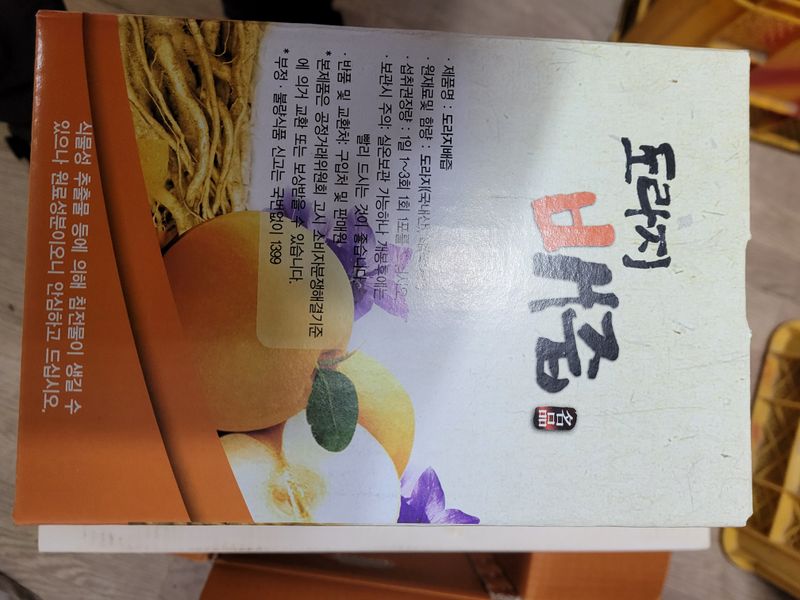 도라지
배즙
名品
· 제품명 : 도라지배즙
· 원재료및 함량 : 도라지(국내산),
· 섭취권장량 : 1일 1~3회 1회 1포를
· 보관시 주의: 실온보관 가능하나 개봉후에는
빨리 드시는 것이 좋습니다.
· 반품 및 교환처: 구입처 및 판매원
* 본제품은 공정거래위원회 고시 소비자분쟁해결기준
에 의거 교환 또는 보상받을 수 있습니다.
* 부정 · 불량식품 신고는 국번없이 1399
식물성 추출물 등에 의해 침전물이 생길 수
있으나 원료성분이오니 안심하고 드십시오.